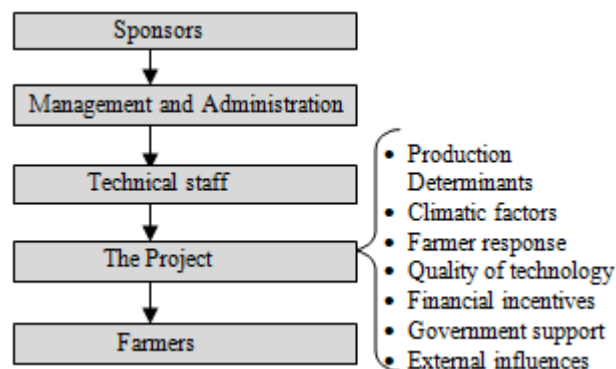 Sponsors
Management and Administration
Technical staff
The Project
Farmers
• Production
Determinants
• Climatic factors
• Farmer response
• Quality of technology
• Financial incentives
• Government support
• External influences